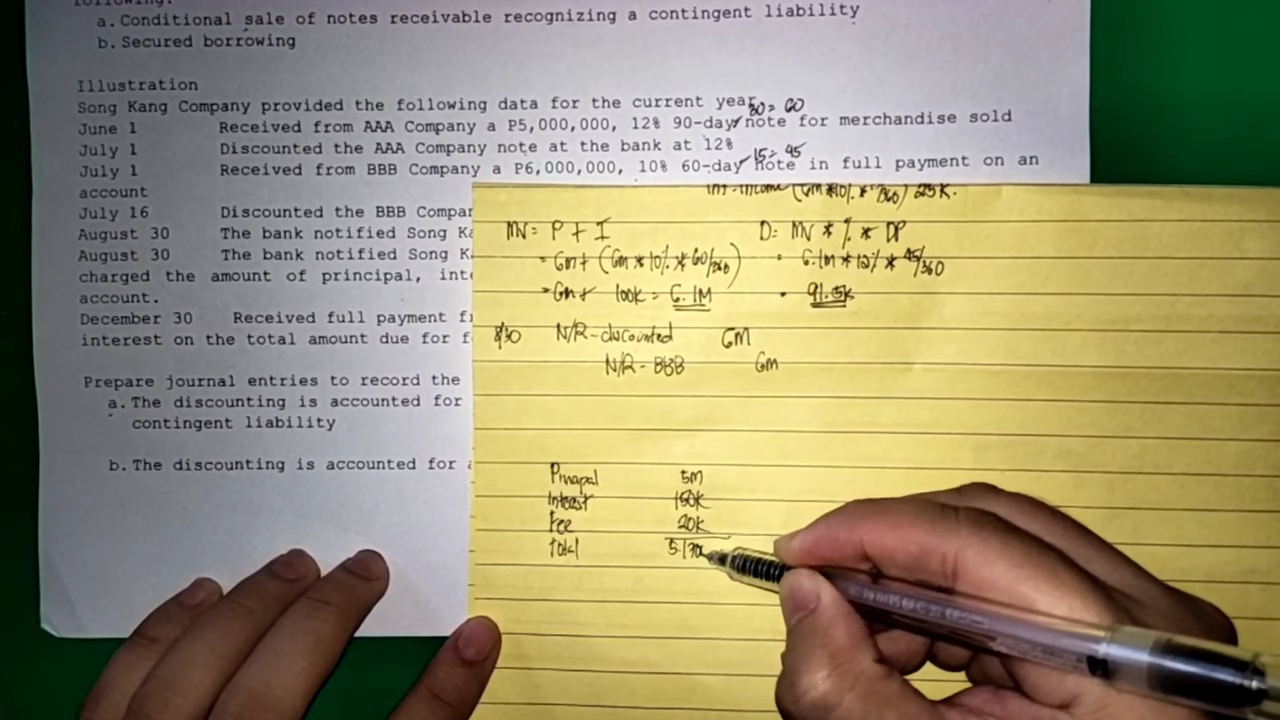 following:
a. Conditional sale of notes receivable recognizing a contingent liability
b. Secured borrowing
Illustration
Song Kang Company provided the following data for the current year
30 = 60
June 1 Received from AAA Company a P5,000,000, 12% 90-day note for merchandise sold
July 1 Discounted the AAA Company note at the bank at 12%
15 = 45
July 1 Received from BBB Company a P6,000,000, 10% 60-day note in full payment on an
account
July 16 Discounted the BBB Compan
August 30 The bank notified Song Ka
August 30 The bank notified Song Ka
charged the amount of principal, inte
account.
December 30 Received full payment f
interest on the total amount due for f
Prepare journal entries to record the
a. The discounting is accounted for
contingent liability
b. The discounting is accounted for a
Int. Income (6M*10%* /360) 25K.
MV = P + I
= 6m + (6m * 10% * 60/360)
= 6m + 100K = 6.1M
D = MV * % * DP
= 6.1M * 12% * 45/360
= 91.5K
8/30 N/R-discounted 6M
N/R - BBB 6m
Principal 5M
Interest 150K
Fee 20K
Total 5.170